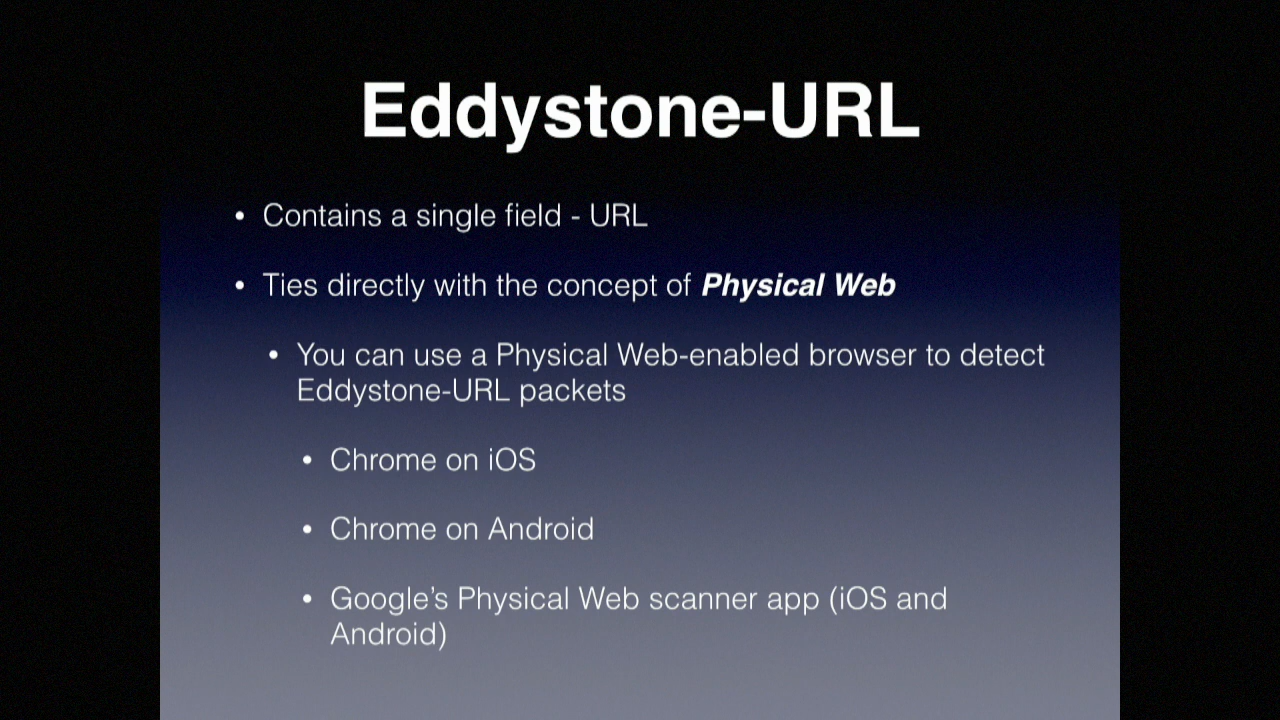 Eddystone-URL
• Contains a single field - URL
• Ties directly with the concept of Physical Web
• You can use a Physical Web-enabled browser to detect
Eddystone-URL packets
• Chrome on iOS
• Chrome on Android
• Google’s Physical Web scanner app (iOS and
Android)